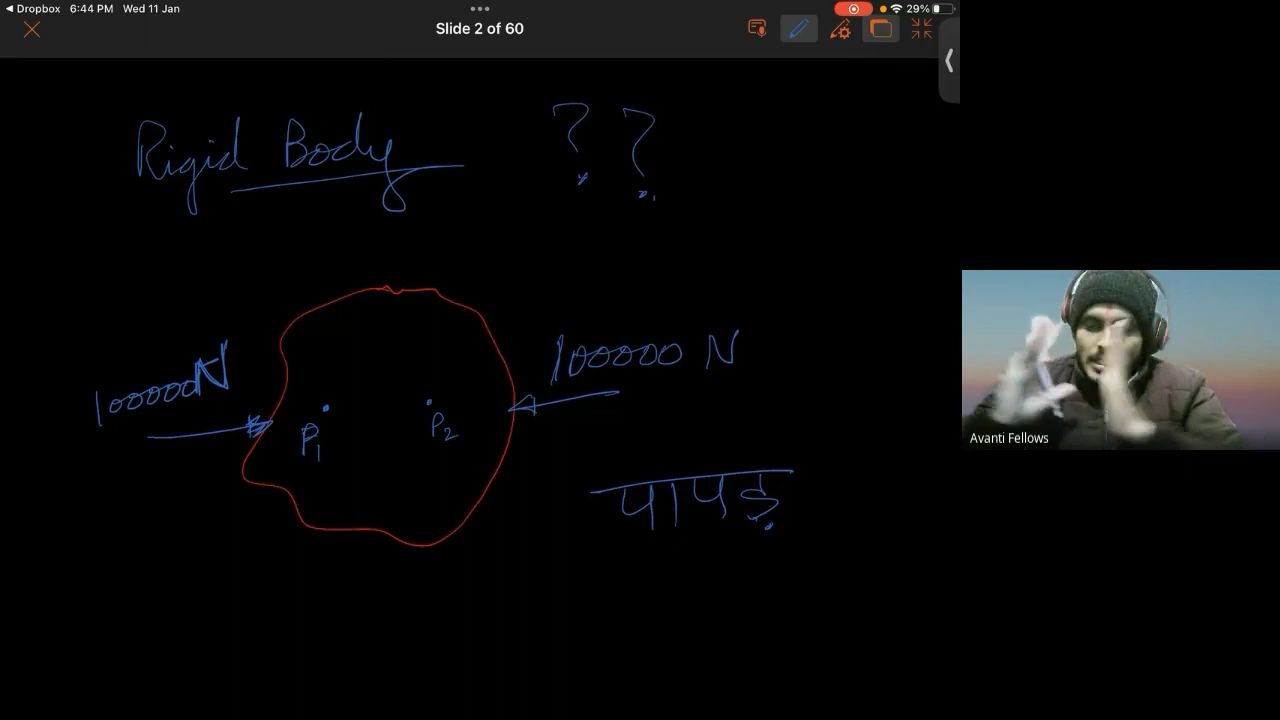 Dropbox 6:44 PM Wed 11 Jan
29%
Slide 2 of 60
Rigid Body ??
100000N
100000 N
P1
P2
पापड़
Avanti Fellows